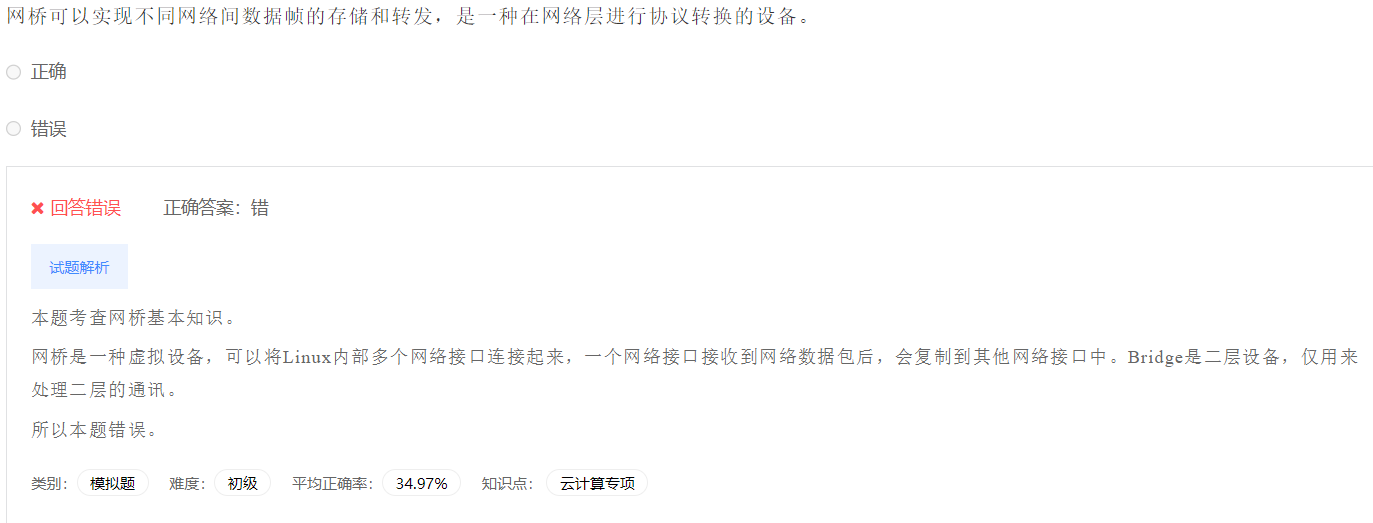 网桥可以实现不同网络间数据帧的存储和转发，是一种在网络层进行协议转换的设备。
正确
错误
回答错误 正确答案：错
试题解析
本题考查网桥基本知识。
网桥是一种虚拟设备，可以将Linux内部多个网络接口连接起来，一个网络接口接收到网络数据包后，会复制到其他网络接口中。Bridge是二层设备，仅用来
处理二层的通讯。
所以本题错误。
类别： 模拟题 难度： 初级 平均正确率： 34.97% 知识点： 云计算专项